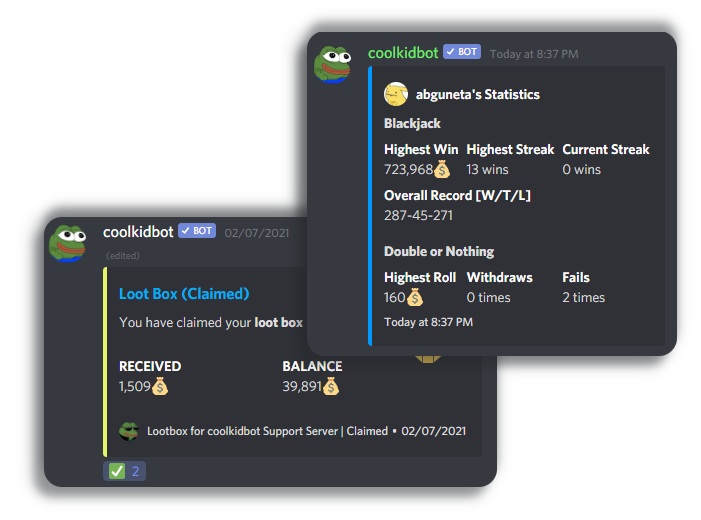 coolkidbot ✓ BOT Today at 8:37 PM
abguneta's Statistics
Blackjack
Highest Win Highest Streak Current Streak
723,968💰 13 wins 0 wins
Overall Record [W/T/L]
287-45-271
Double or Nothing
Highest Roll Withdraws Fails
160💰 0 times 2 times
Today at 8:37 PM
coolkidbot ✓ BOT 02/07/2021
(edited)
Loot Box (Claimed)
You have claimed your loot box
RECEIVED BALANCE
1,509💰 39,891💰
Lootbox for coolkidbot Support Server | Claimed • 02/07/2021
✅ 2